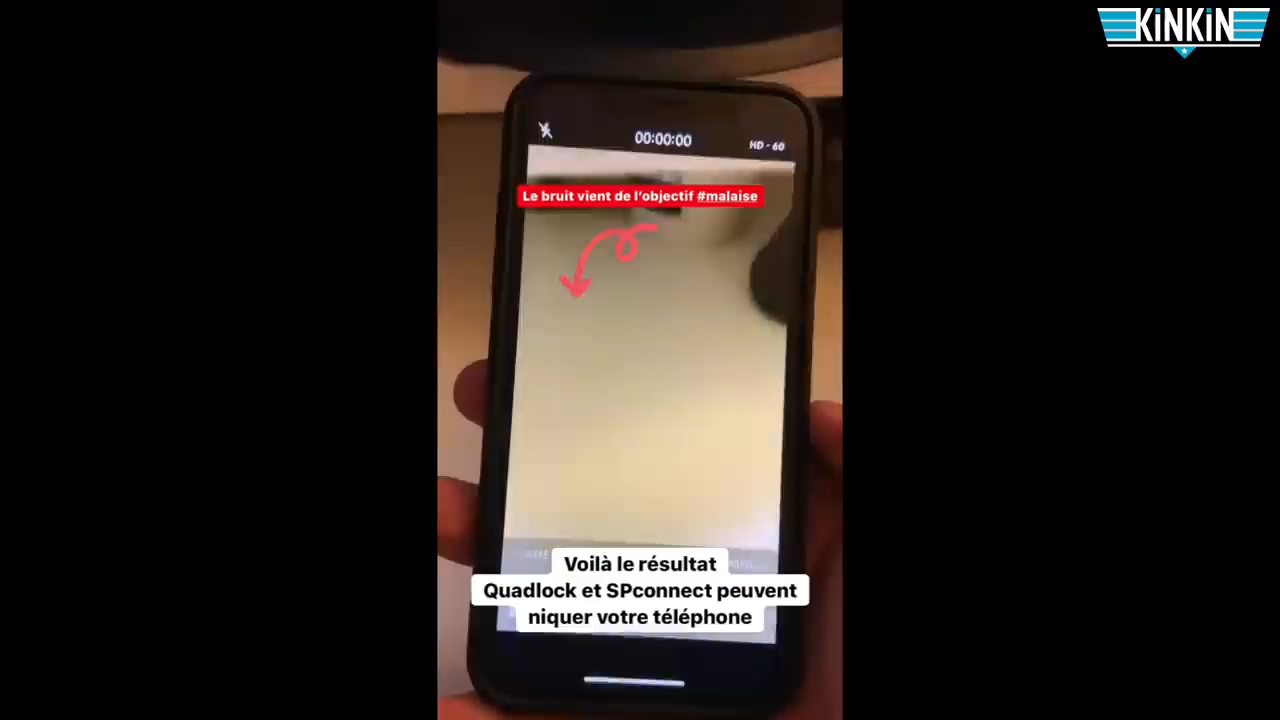 KiNKiN
00:00:00
HD - 60
Le bruit vient de l’objectif #malaise
Voilà le résultat
Quadlock et SPconnect peuvent
niquer votre téléphone